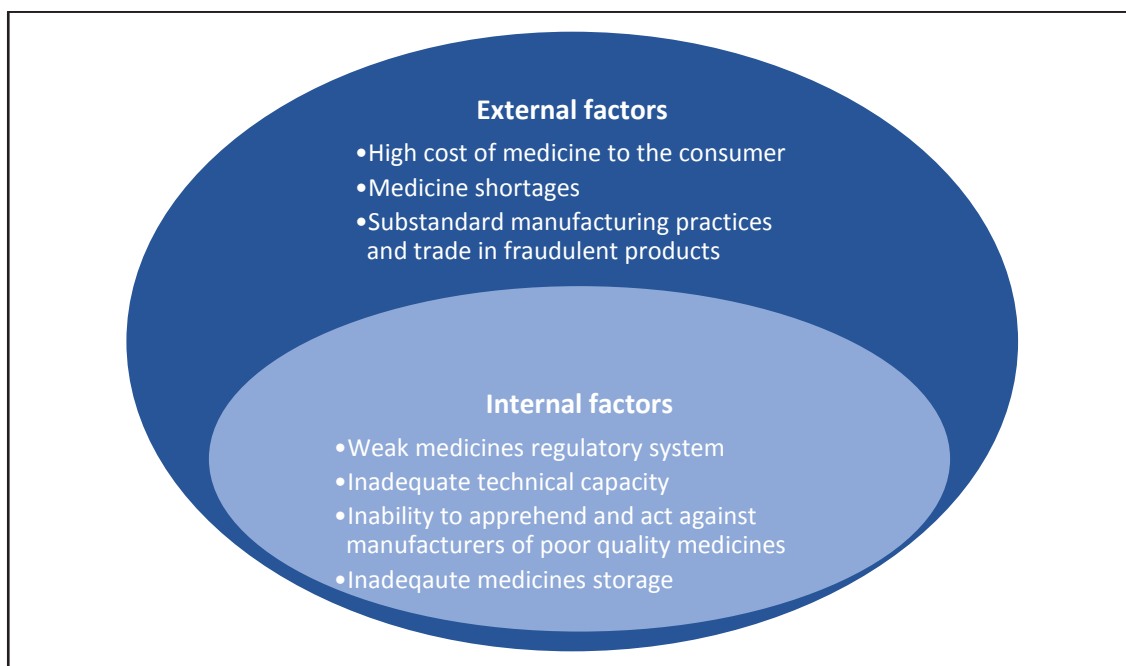 External factors
•High cost of medicine to the consumer
•Medicine shortages
•Substandard manufacturing practices
and trade in fraudulent products
Internal factors
•Weak medicines regulatory system
•Inadequate technical capacity
•Inability to apprehend and act against
manufacturers of poor quality medicines
•Inadeqaute medicines storage